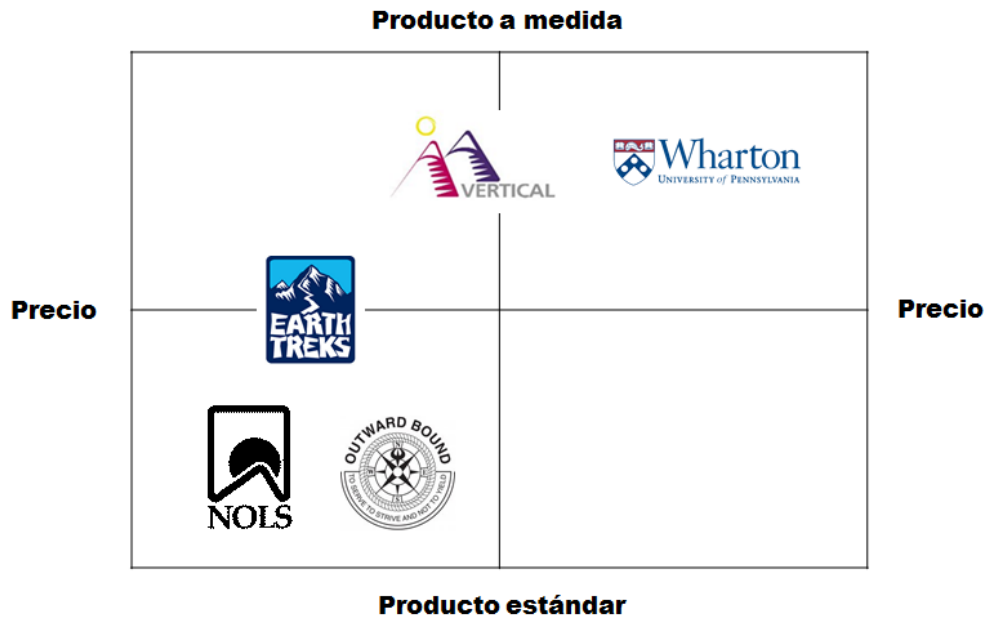 Producto a medida
VERTICAL
Wharton
UNIVERSITY of PENNSYLVANIA
EARTH
TREKS
Precio
Precio
NOLS
OUTWARD BOUND
TO SERVE TO STRIVE AND NOT TO YIELD
Producto estándar